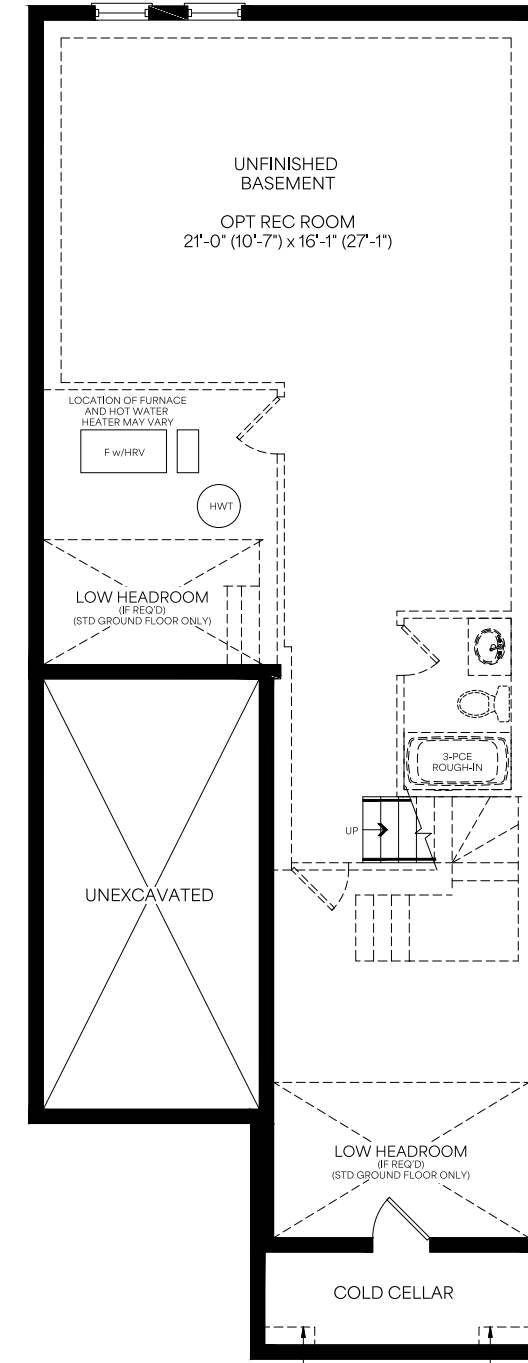 UNFINISHED
BASEMENT
OPT REC ROOM
21'-0" (10'-7") x 16'-1" (27'-1")
LOCATION OF FURNACE
AND HOT WATER
HEATER MAY VARY
F w/HRV
HWT
LOW HEADROOM
(IF REQ'D)
(STD GROUND FLOOR ONLY)
3-PCE
ROUGH-IN
UP
UNEXCAVATED
LOW HEADROOM
(IF REQ'D)
(STD GROUND FLOOR ONLY)
COLD CELLAR